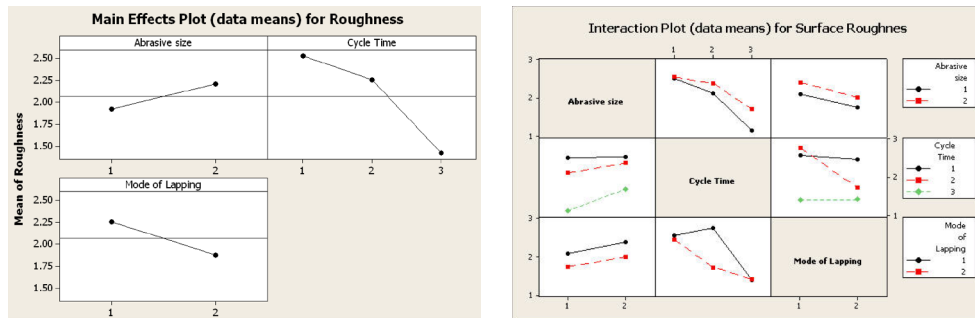 Main Effects Plot (data means) for Roughness
Abrasive size
Cycle Time
Mean of Roughness
2.50
2.25
2.00
1.75
1.50
1
2
1
2
3
Mode of Lapping
2.50
2.25
2.00
1.75
1.50
1
2
Interaction Plot (data means) for Surface Roughnes
1
2
3
3
2
1
Abrasive size
Abrasive
size
1
2
Cycle Time
3
2
1
Cycle
Time
1
2
3
3
2
1
Mode of Lapping
Mode
of
Lapping
1
2
1
2
1
2